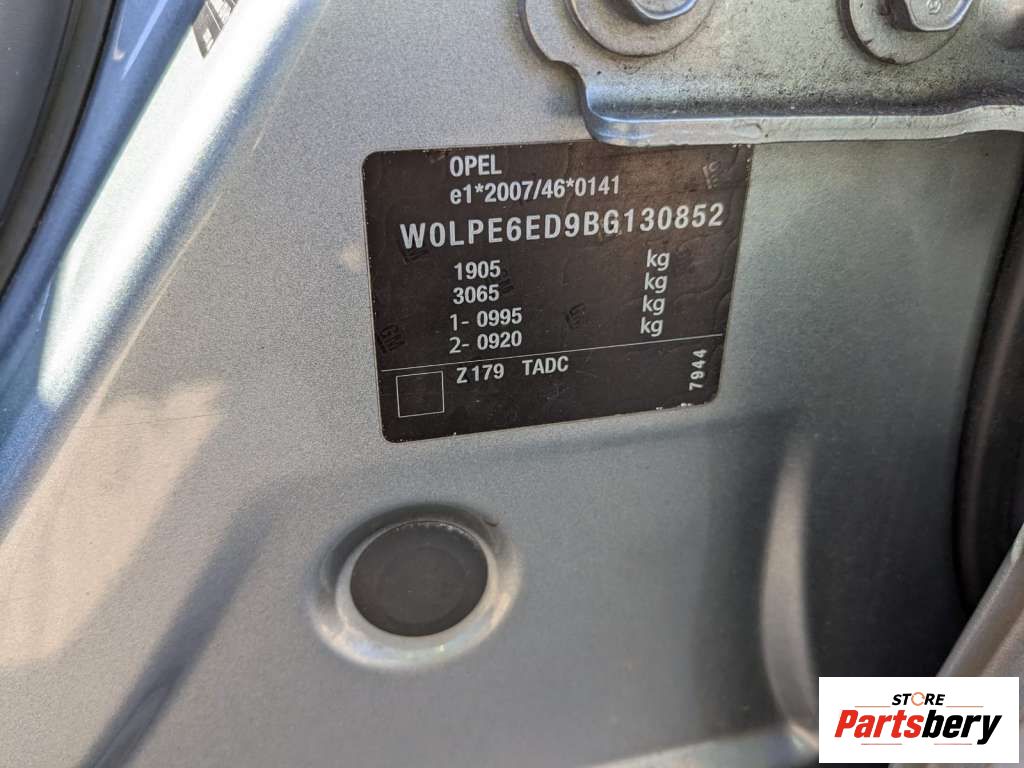 OPEL
e1*2007/46*0141
W0LPE6ED9BG130852
1905 kg
3065 kg
1- 0995 kg
2- 0920 kg
Z179 TADC
7944
STORE
Partsbery